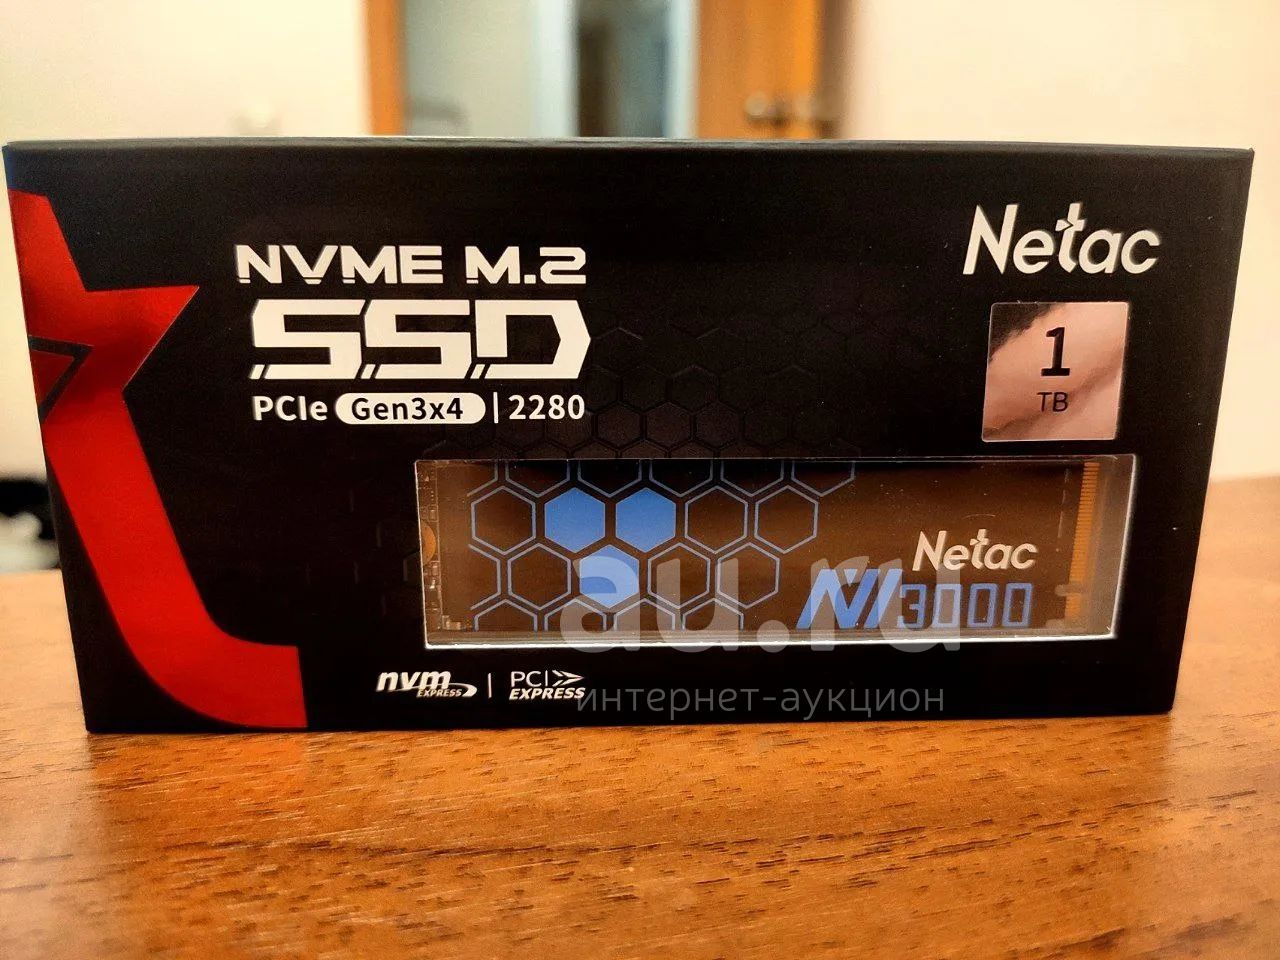 NVME M.2
SSD
PCIe Gen3x4 | 2280
Netac
1
TB
Netac
NV3000
nvm
EXPRESS
PCI
EXPRESS
au.ru
интернет-аукцион